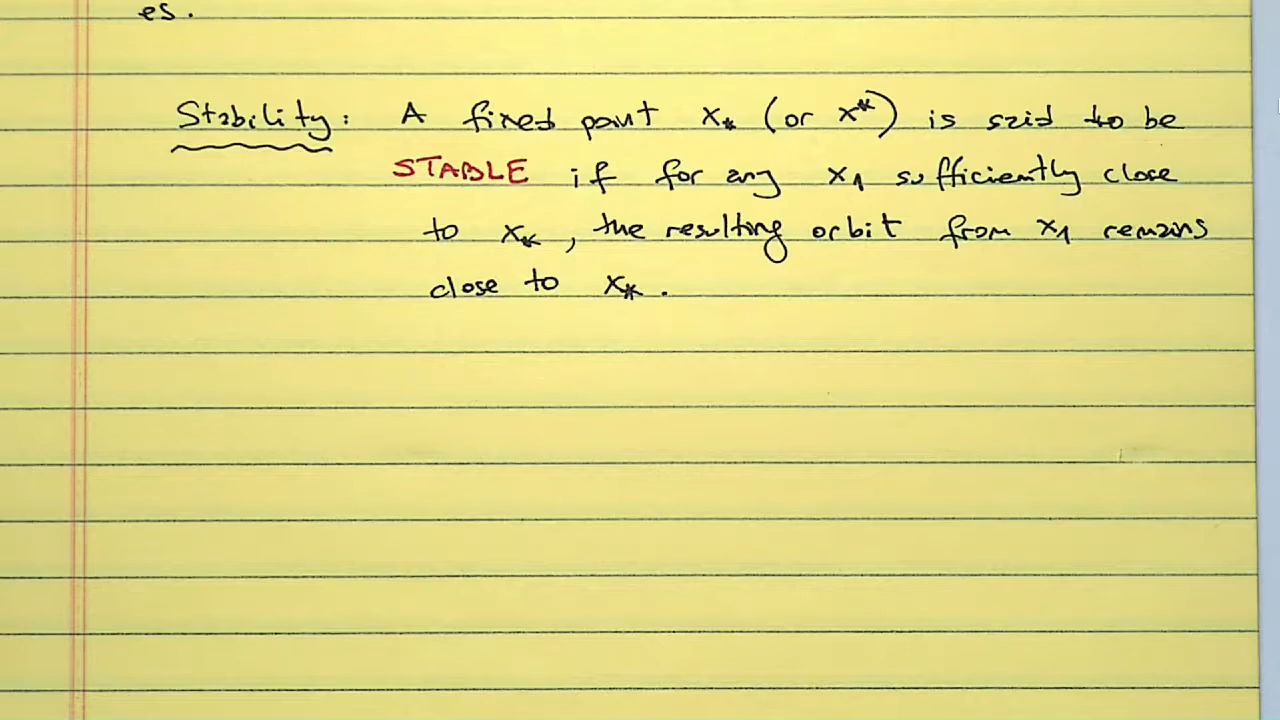 es.
Stability: A fixed point x* (or x*) is said to be
STABLE if for any x1 sufficiently close
to x*, the resulting orbit from x1 remains
close to x*.